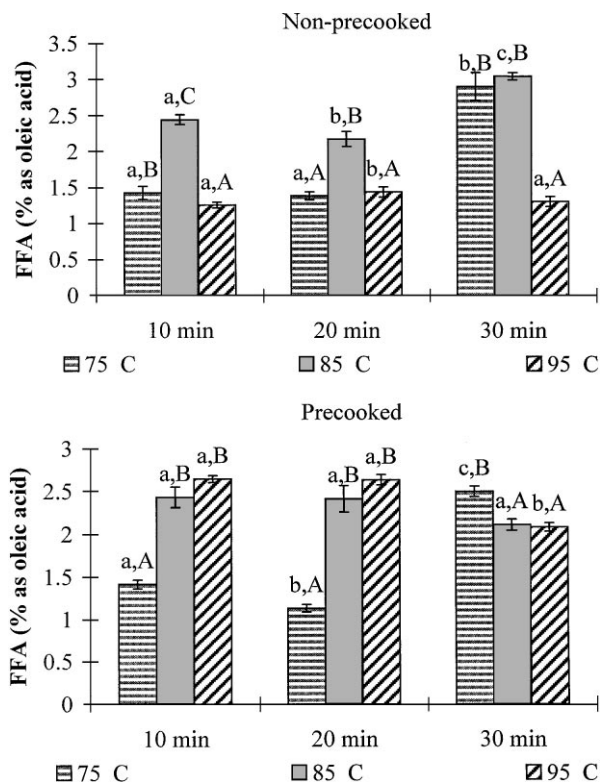 Non-precooked
FFA (% as oleic acid)
3.5
3
2.5
2
1.5
1
0.5
0
a,B
a,C
a,A
a,A
b,B
b,A
b,B
c,B
a,A
10 min
20 min
30 min
75 C
85 C
95 C
Precooked
FFA (% as oleic acid)
3
2.5
2
1.5
1
0.5
0
a,A
a,B
a,B
b,A
a,B
a,B
c,B
a,A
b,A
10 min
20 min
30 min
75 C
85 C
95 C